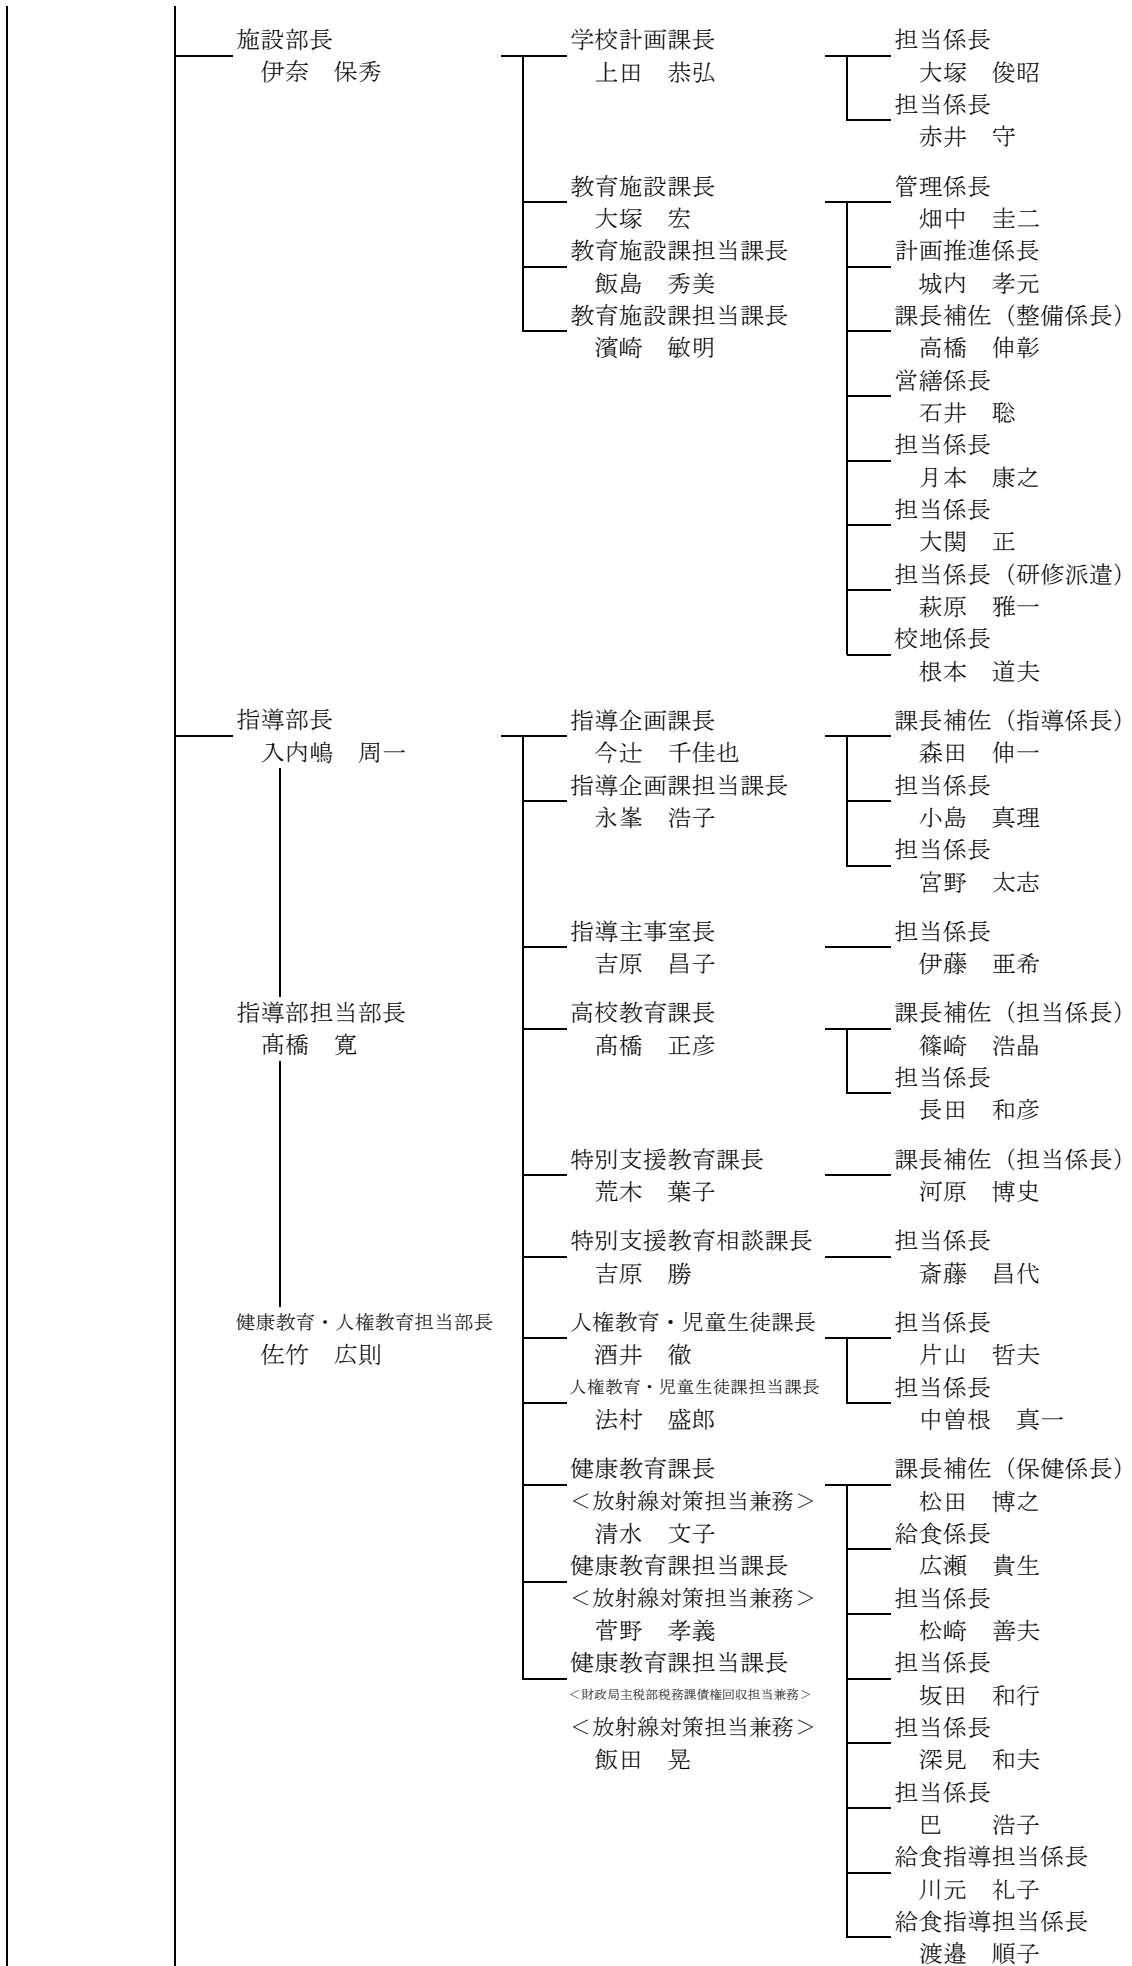 施設部長
伊奈　保秀
学校計画課長
上田　恭弘
担当係長
大塚　俊昭
担当係長
赤井　守
教育施設課長
大塚　宏
教育施設課担当課長
飯島　秀美
教育施設課担当課長
濱崎　敏明
管理係長
畑中　圭二
計画推進係長
城内　孝元
課長補佐（整備係長）
高橋　伸彰
営繕係長
石井　聡
担当係長
月本　康之
担当係長
大関　正
担当係長（研修派遣）
萩原　雅一
校地係長
根本　道夫
指導部長
入内嶋　周一
指導企画課長
今辻　千佳也
指導企画課担当課長
永峯　浩子
課長補佐（指導係長）
森田　伸一
担当係長
小島　真理
担当係長
宮野　太志
指導主事室長
吉原　昌子
担当係長
伊藤　亜希
指導部担当部長
髙橋　寛
高校教育課長
髙橋　正彦
課長補佐（担当係長）
篠崎　浩晶
担当係長
長田　和彦
特別支援教育課長
荒木　葉子
課長補佐（担当係長）
河原　博史
特別支援教育相談課長
吉原　勝
担当係長
斎藤　昌代
健康教育・人権教育担当部長
佐竹　広則
人権教育・児童生徒課長
酒井　徹
人権教育・児童生徒課担当課長
法村　盛郎
担当係長
片山　哲夫
担当係長
中曽根　真一
健康教育課長
＜放射線対策担当兼務＞
清水　文子
健康教育課担当課長
＜放射線対策担当兼務＞
菅野　孝義
健康教育課担当課長
＜財政局主税部税務課債権回収担当兼務＞
＜放射線対策担当兼務＞
飯田　晃
課長補佐（保健係長）
松田　博之
給食係長
広瀬　貴生
担当係長
松崎　善夫
担当係長
坂田　和行
担当係長
深見　和夫
担当係長
巴　　浩子
給食指導担当係長
川元　礼子
給食指導担当係長
渡邉　順子